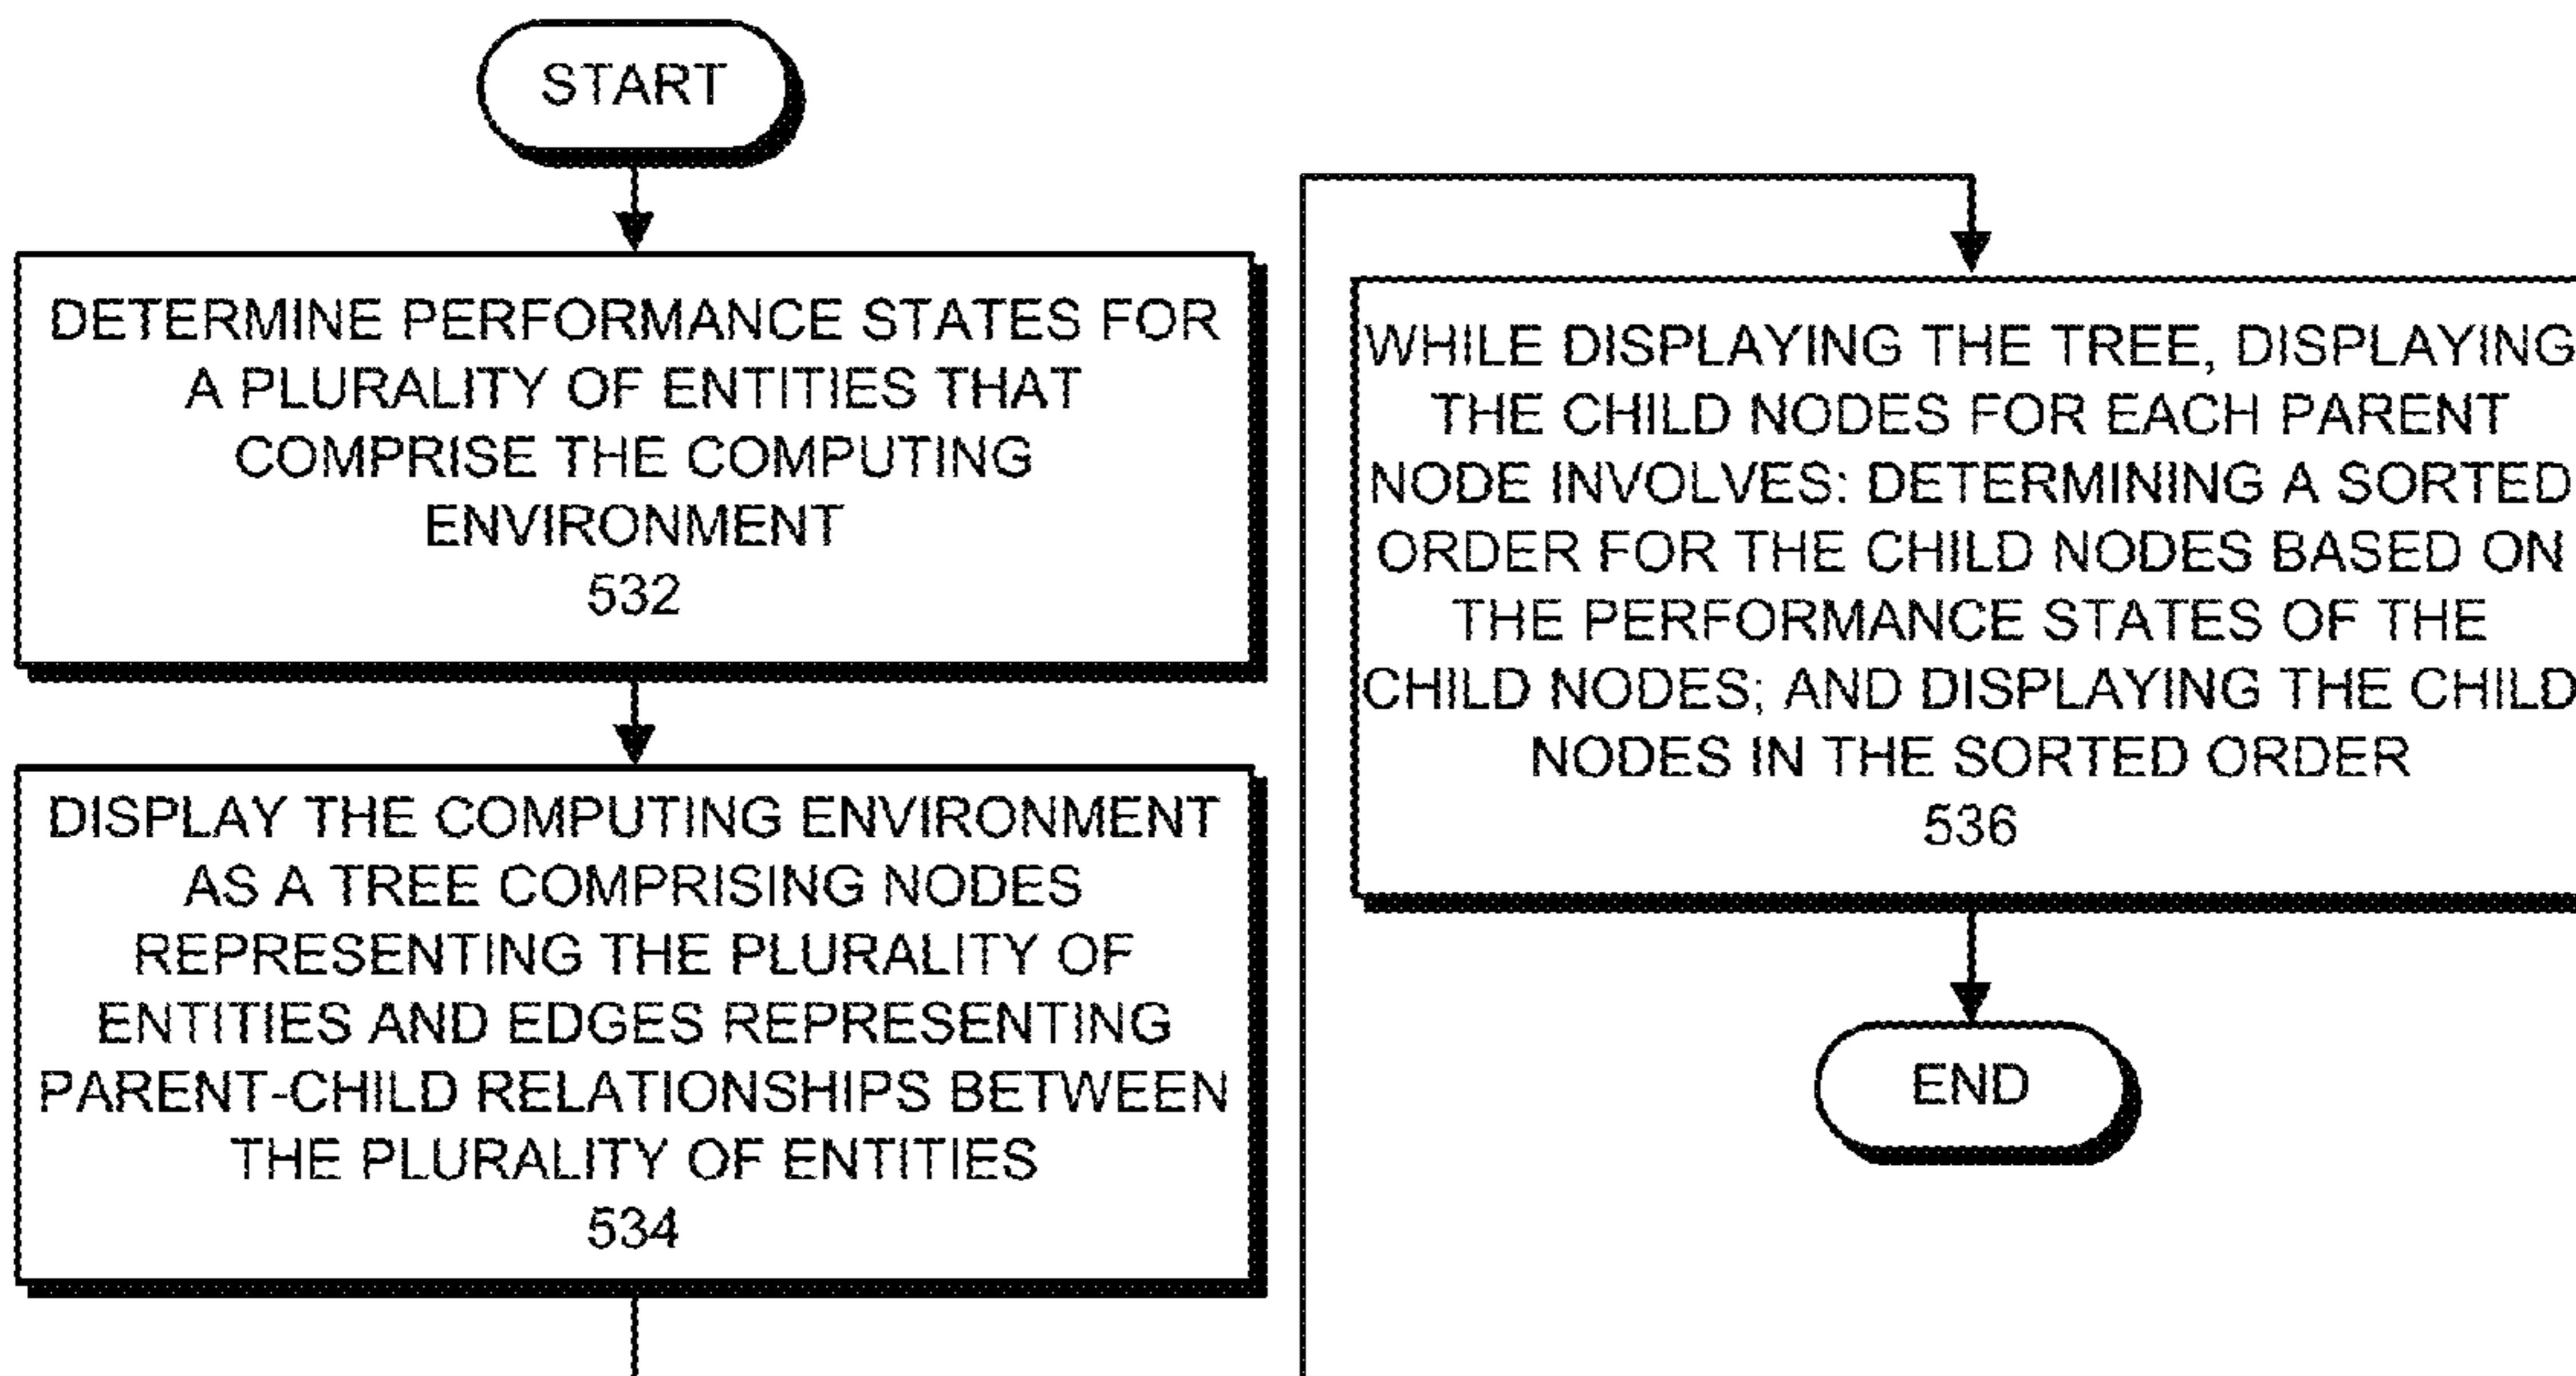 START
DETERMINE PERFORMANCE STATES FOR
A PLURALITY OF ENTITIES THAT
COMPRISE THE COMPUTING
ENVIRONMENT
532
DISPLAY THE COMPUTING ENVIRONMENT
AS A TREE COMPRISING NODES
REPRESENTING THE PLURALITY OF
ENTITIES AND EDGES REPRESENTING
PARENT-CHILD RELATIONSHIPS BETWEEN
THE PLURALITY OF ENTITIES
534
WHILE DISPLAYING THE TREE, DISPLAYING
THE CHILD NODES FOR EACH PARENT
NODE INVOLVES: DETERMINING A SORTED
ORDER FOR THE CHILD NODES BASED ON
THE PERFORMANCE STATES OF THE
CHILD NODES; AND DISPLAYING THE CHILD
NODES IN THE SORTED ORDER
536
END